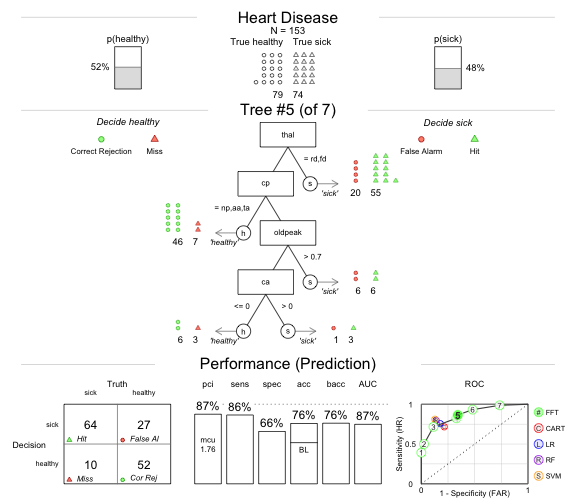 Heart Disease
N = 153
p(healthy)
True healthy True sick
p(sick)
52%
48%
79 74
Tree #5 (of 7)
Decide healthy
Decide sick
Correct Rejection Miss
False Alarm Hit
thal
= rd,fd
cp
s
'sick'
20 55
= np,aa,ta
h
'healthy'
46 7
oldpeak
> 0.7
s
'sick'
6 6
ca
<= 0 > 0
h
'healthy'
6 3
s
'sick'
1 3
Performance (Prediction)
Truth
sick healthy
Decision
sick
64 27
Hit False Al
healthy
10 52
Miss Cor Rej
pci sens spec acc bacc AUC
87% 86% 66% 76% 76% 87%
mcu
1.76
BL
ROC
Sensitivity (HR)
1
0.5
0
1 2 3 5 6 7
0 1
1 - Specificity (FAR)
# FFT
C CART
L LR
R RF
S SVM